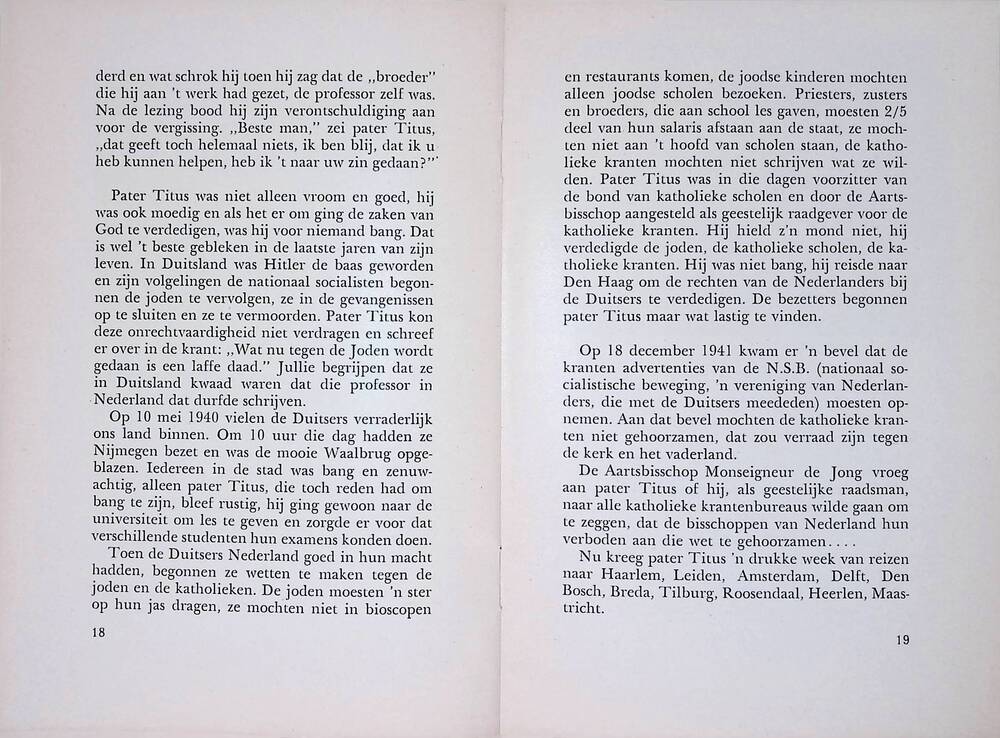 derd en wat schrok hij toen hij zag dat de ,,broeder”
die hij aan 't werk had gezet, de professor zelf was.
Na de lezing bood hij zijn verontschuldiging aan
voor de vergissing. ,,Beste man,” zei pater Titus,
,,dat geeft toch helemaal niets, ik ben blij, dat ik u
heb kunnen helpen, heb ik 't naar uw zin gedaan?”
Pater Titus was niet alleen vroom en goed, hij
was ook moedig en als het er om ging de zaken van
God te verdedigen, was hij voor niemand bang. Dat
is wel 't beste gebleken in de laatste jaren van zijn
leven. In Duitsland was Hitler de baas geworden
en zijn volgelingen de nationaal socialisten begon-
nen de joden te vervolgen, ze in de gevangenissen
op te sluiten en ze te vermoorden. Pater Titus kon
deze onrechtvaardigheid niet verdragen en schreef
er over in de krant: ,,Wat nu tegen de Joden wordt
gedaan is een laffe daad.” Jullie begrijpen dat ze
in Duitsland kwaad waren dat die professor in
Nederland dat durfde schrijven.
Op 10 mei 1940 vielen de Duitsers verraderlijk
ons land binnen. Om 10 uur die dag hadden ze
Nijmegen bezet en was de mooie Waalbrug opge-
blazen. Iedereen in de stad was bang en zenuw-
achtig, alleen pater Titus, die toch reden had om
bang te zijn, bleef rustig, hij ging gewoon naar de
universiteit om les te geven en zorgde er voor dat
verschillende studenten hun examens konden doen.
Toen de Duitsers Nederland goed in hun macht
hadden, begonnen ze wetten te maken tegen de
joden en de katholieken. De joden moesten 'n ster
op hun jas dragen, ze mochten niet in bioscopen
18
en restaurants komen, de joodse kinderen mochten
alleen joodse scholen bezoeken. Priesters, zusters
en broeders, die aan school les gaven, moesten 2/5
deel van hun salaris afstaan aan de staat, ze moch-
ten niet aan 't hoofd van scholen staan, de katho-
lieke kranten mochten niet schrijven wat ze wil-
den. Pater Titus was in die dagen voorzitter van
de bond van katholieke scholen en door de Aarts-
bisschop aangesteld als geestelijk raadgever voor de
katholieke kranten. Hij hield z'n mond niet, hij
verdedigde de joden, de katholieke scholen, de ka-
tholieke kranten. Hij was niet bang, hij reisde naar
Den Haag om de rechten van de Nederlanders bij
de Duitsers te verdedigen. De bezetters begonnen
pater Titus maar wat lastig te vinden.
Op 18 december 1941 kwam er 'n bevel dat de
kranten advertenties van de N.S.B. (nationaal so-
cialistische beweging, 'n vereniging van Nederlan-
ders, die met de Duitsers meededen) moesten op-
nemen. Aan dat bevel mochten de katholieke kran-
ten niet gehoorzamen, dat zou verraad zijn tegen
de kerk en het vaderland.
De Aartsbisschop Monseigneur de Jong vroeg
aan pater Titus of hij, als geestelijke raadsman,
naar alle katholieke krantenbureaus wilde gaan om
te zeggen, dat de bisschoppen van Nederland hun
verboden aan die wet te gehoorzamen. . . .
Nu kreeg pater Titus 'n drukke week van reizen
naar Haarlem, Leiden, Amsterdam, Delft, Den
Bosch, Breda, Tilburg, Roosendaal, Heerlen, Maas-
tricht.
19